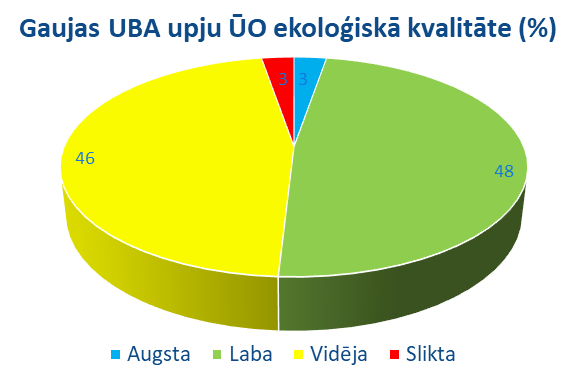 Gaujas UBA upju ŪO ekoloģiskā kvalitāte (%)
3 3
46
48
Augsta Laba Vidēja Slikta